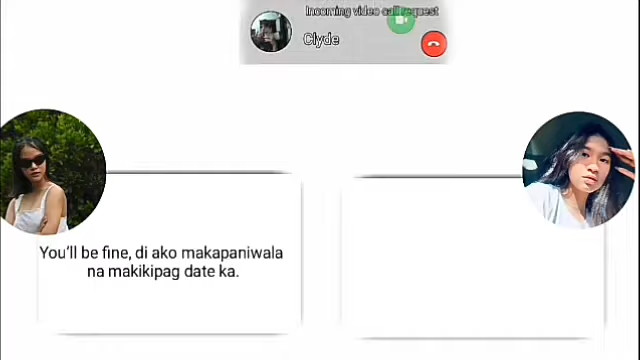 Incoming video call request
Clyde
You'll be fine, di ako makapaniwala
na makikipag date ka.